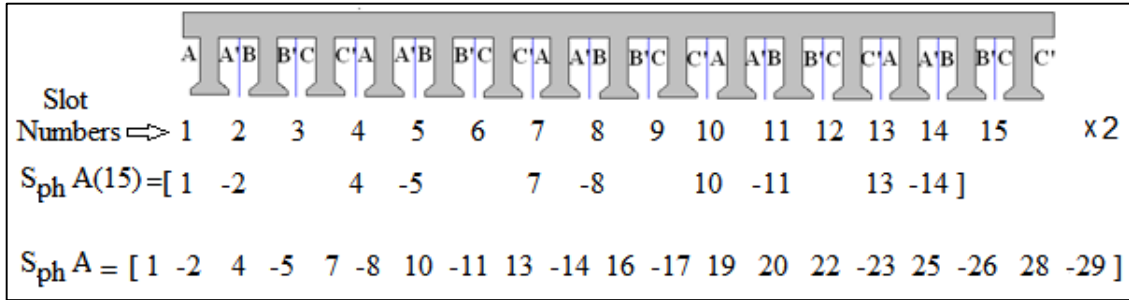 A A'B B'C C'A A'B B'C C'A A'B B'C C'A A'B B'C C'A A'B B'C C'
Slot
Numbers ⇨ 1 2 3 4 5 6 7 8 9 10 11 12 13 14 15 x 2
Sph A(15) =[ 1 -2 4 -5 7 -8 10 -11 13 -14 ]
Sph A = [ 1 -2 4 -5 7 -8 10 -11 13 -14 16 -17 19 20 22 -23 25 -26 28 -29 ]